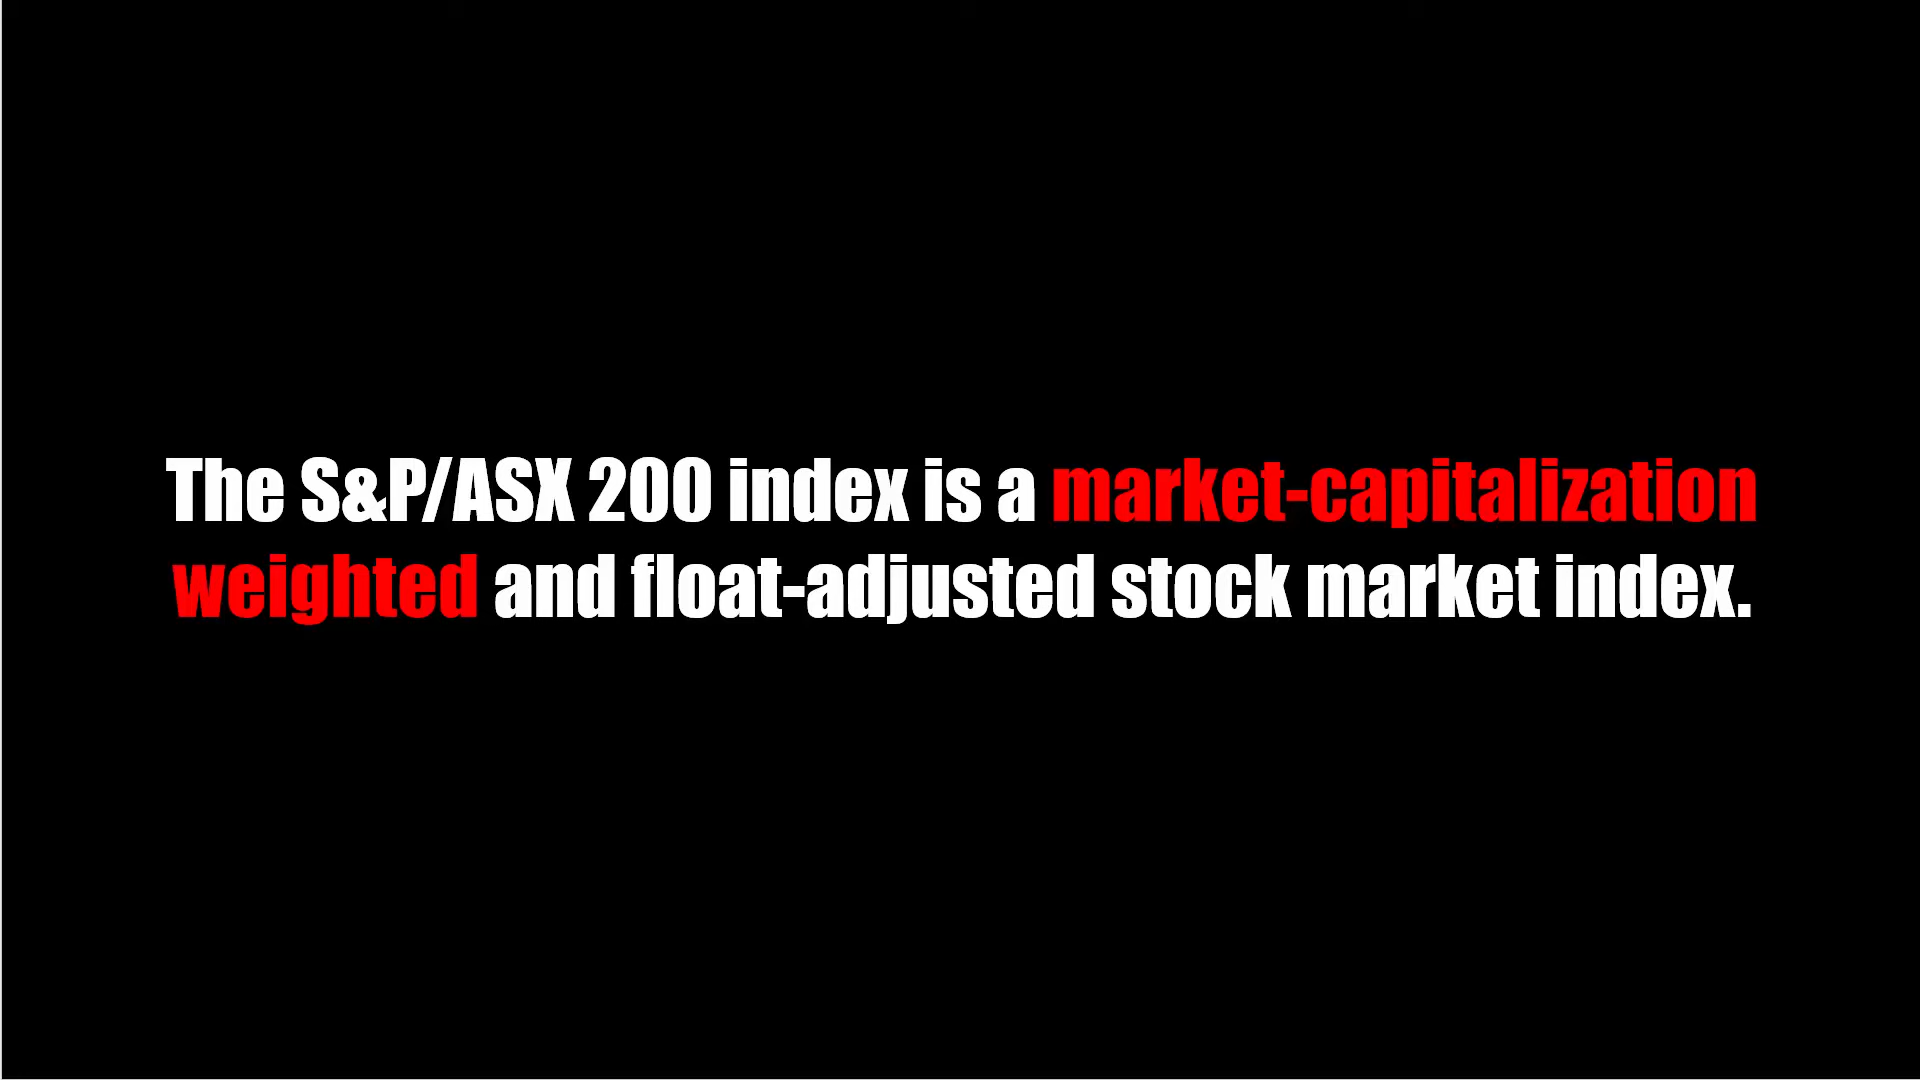 The S&P/ASX 200 index is a market-capitalization
weighted and float-adjusted stock market index.